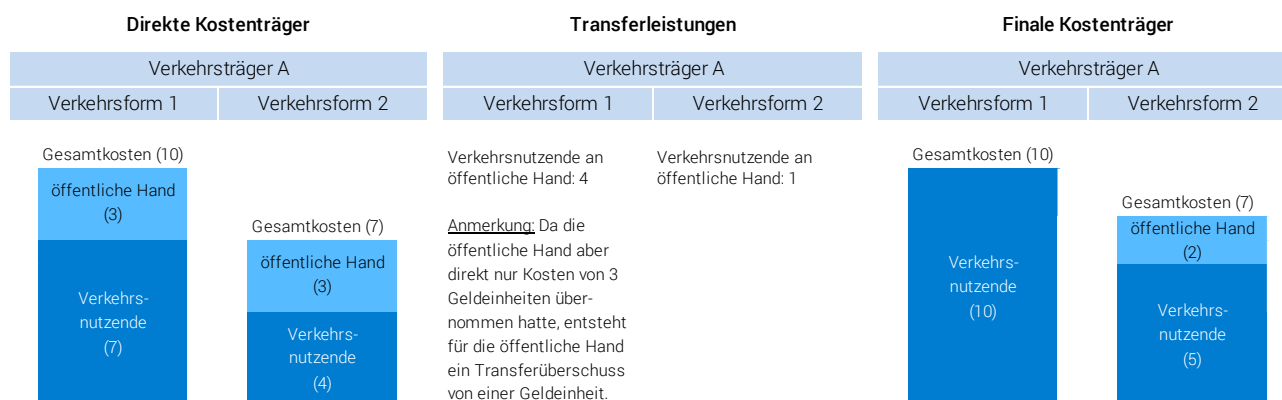 Direkte Kostenträger
Verkehrsträger A
Verkehrsform 1
Verkehrsform 2
Gesamtkosten (10)
öffentliche Hand
(3)
Verkehrs-
nutzende
(7)
Gesamtkosten (7)
öffentliche Hand
(3)
Verkehrs-
nutzende
(4)
Transferleistungen
Verkehrsträger A
Verkehrsform 1
Verkehrsform 2
Verkehrsnutzende an
öffentliche Hand: 4
Anmerkung: Da die
öffentliche Hand aber
direkt nur Kosten von 3
Geldeinheiten über-
nommen hatte, entsteht
für die öffentliche Hand
ein Transferüberschuss
von einer Geldeinheit.
Verkehrsnutzende an
öffentliche Hand: 1
Finale Kostenträger
Verkehrsträger A
Verkehrsform 1
Verkehrsform 2
Gesamtkosten (10)
Verkehrs-
nutzende
(10)
Gesamtkosten (7)
öffentliche Hand
(2)
Verkehrs-
nutzende
(5)